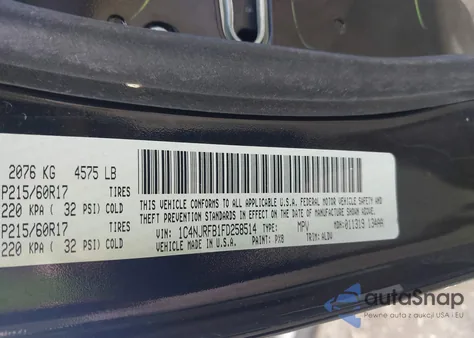 2076 KG 4575 LB
P215/60R17 TIRES
220 KPA ( 32 PSI) COLD
P215/60R17 TIRES
220 KPA ( 32 PSI) COLD
THIS VEHICLE CONFORMS TO ALL APPLICABLE U.S.A. FEDERAL MOTOR VEHICLE SAFETY AND
THEFT PREVENTION STANDARDS IN EFFECT ON THE DATE OF MANUFACTURE SHOWN ABOVE.
VEHICLE MADE IN U.S.A.
VIN: 1C4NJRFB1FD258514 TYPE: MPV
PAINT: PX8 TRIM: ALDV
autoSnap
Pewne auta z aukcji USA i EU